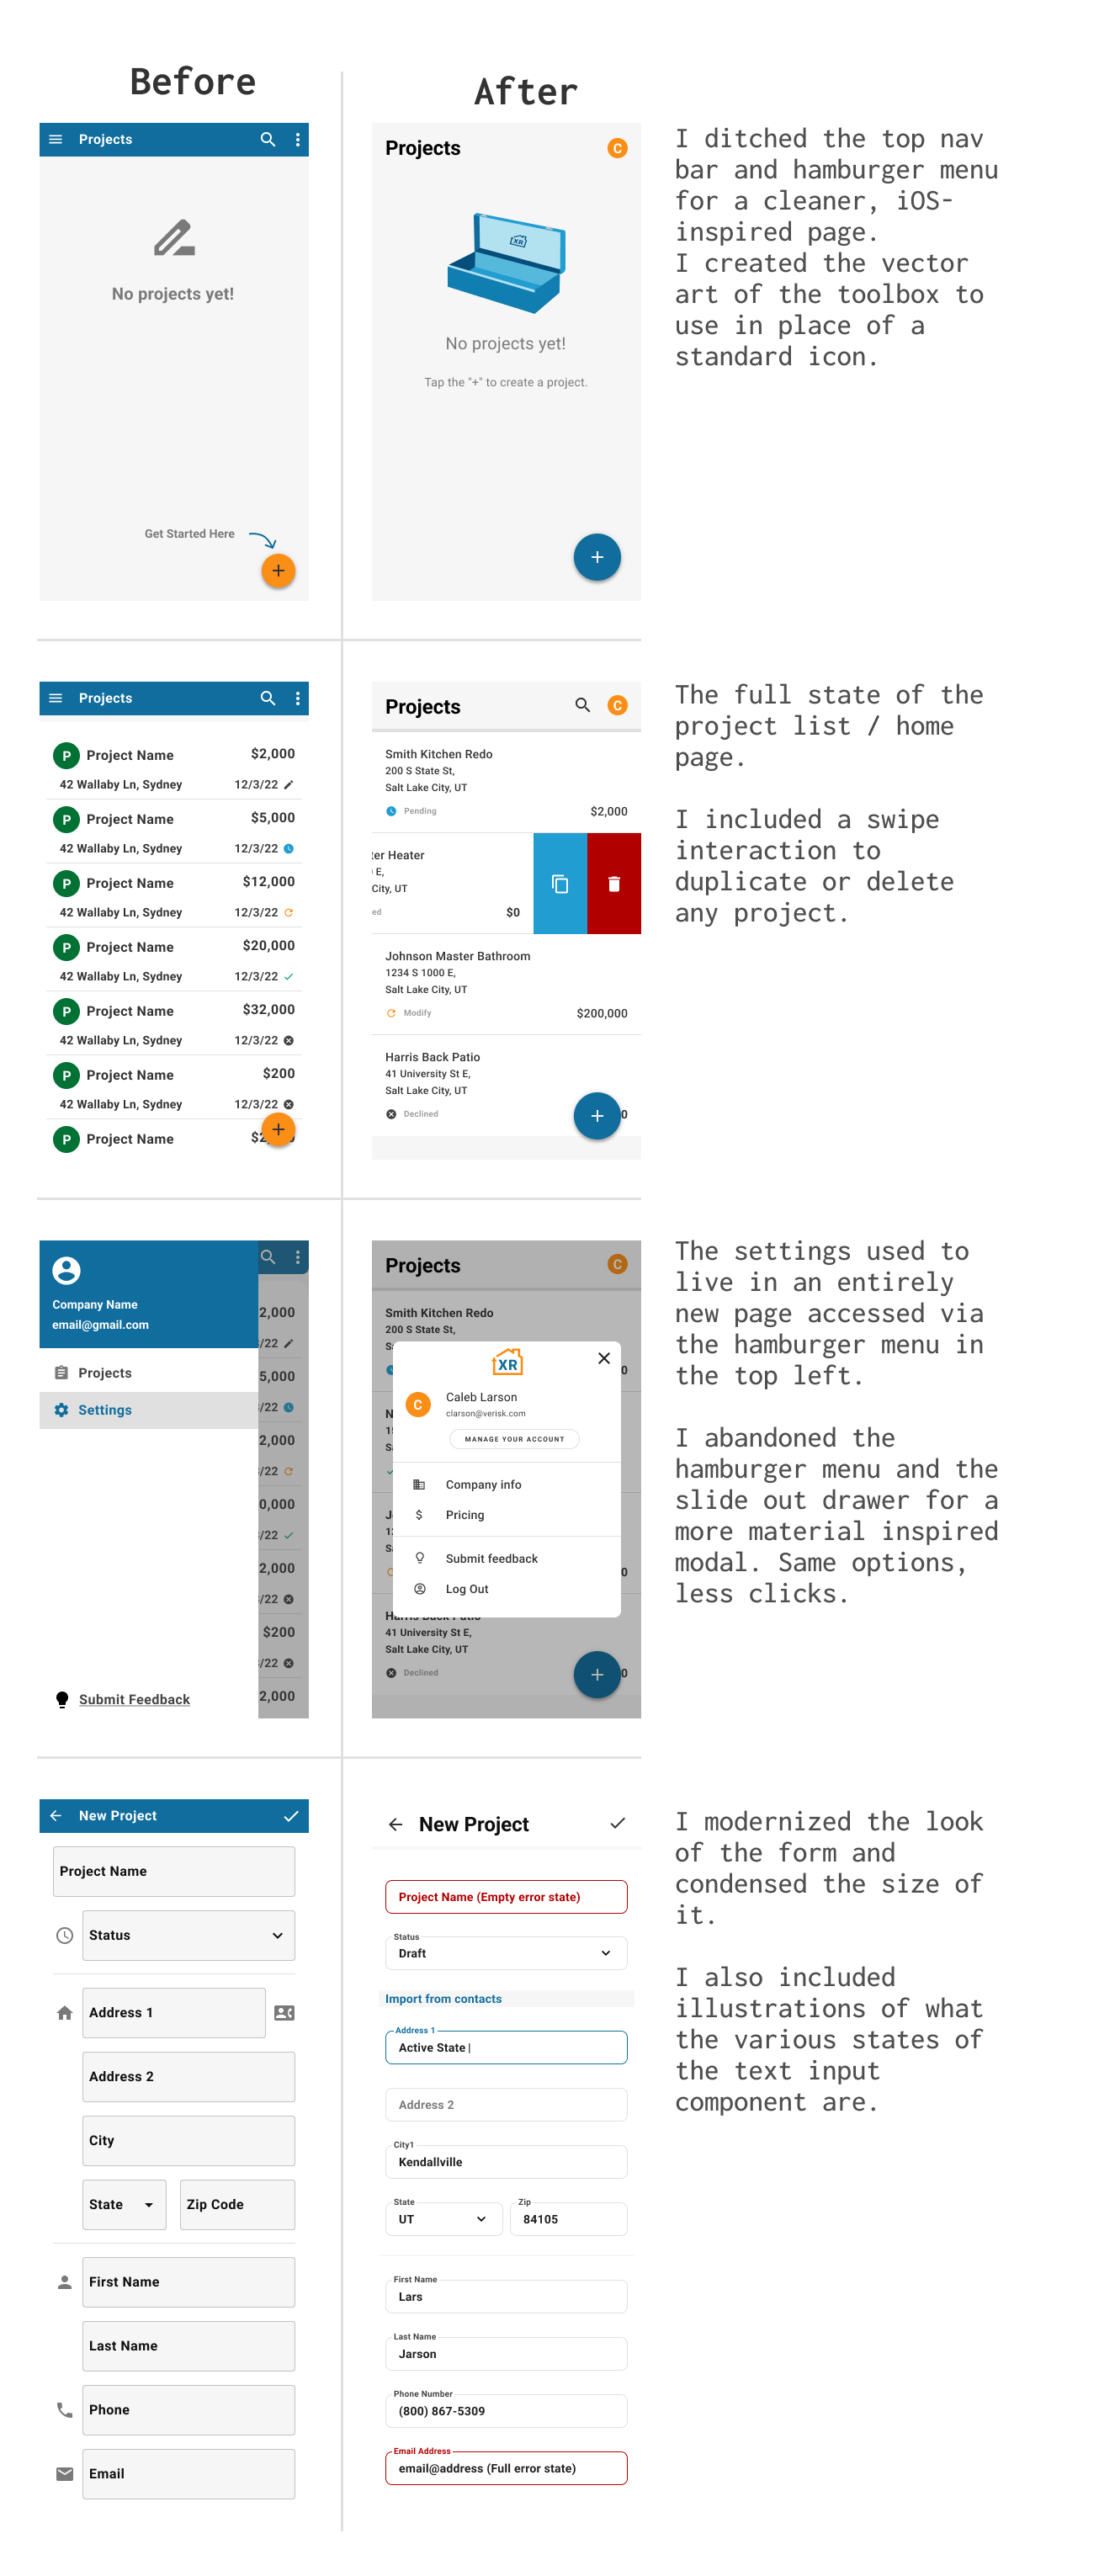 Before
After
Projects
No projects yet!
Get Started Here
Projects
C
XR
No projects yet!
Tap the "+" to create a project.
I ditched the top nav
bar and hamburger menu
for a cleaner, iOS-
inspired page.
I created the vector
art of the toolbox to
use in place of a
standard icon.
Projects
P Project Name $2,000
42 Wallaby Ln, Sydney 12/3/22
P Project Name $5,000
42 Wallaby Ln, Sydney 12/3/22
P Project Name $12,000
42 Wallaby Ln, Sydney 12/3/22
P Project Name $20,000
42 Wallaby Ln, Sydney 12/3/22
P Project Name $32,000
42 Wallaby Ln, Sydney 12/3/22
P Project Name $200
42 Wallaby Ln, Sydney 12/3/22
P Project Name
Projects
C
Smith Kitchen Redo
200 S State St,
Salt Lake City, UT
Pending $2,000
ter Heater
E,
City, UT
ed $0
Johnson Master Bathroom
1234 S 1000 E,
Salt Lake City, UT
Modify $200,000
Harris Back Patio
41 University St E,
Salt Lake City, UT
Declined 0
The full state of the
project list / home
page.
I included a swipe
interaction to
duplicate or delete
any project.
Company Name
email@gmail.com
Projects
Settings
Submit Feedback
2,000
/22
5,000
/22
2,000
/22
0,000
/22
2,000
/22
$200
/22
2,000
Projects
C
Smith Kitchen Redo
200 S State St,
XR
C
Caleb Larson
clarson@verisk.com
MANAGE YOUR ACCOUNT
Company info
Pricing
Submit feedback
Log Out
Harris Back Patio
41 University St E,
Salt Lake City, UT
Declined 0
The settings used to
live in an entirely
new page accessed via
the hamburger menu in
the top left.
I abandoned the
hamburger menu and the
slide out drawer for a
more material inspired
modal. Same options,
less clicks.
New Project
Project Name
Status
Address 1
Address 2
City
State Zip Code
First Name
Last Name
Phone
Email
New Project
Project Name (Empty error state)
Status
Draft
Import from contacts
Address 1
Active State |
Address 2
City1
Kendallville
State Zip
UT 84105
First Name
Lars
Last Name
Jarson
Phone Number
(800) 867-5309
Email Address
email@address (Full error state)
I modernized the look
of the form and
condensed the size of
it.
I also included
illustrations of what
the various states of
the text input
component are.